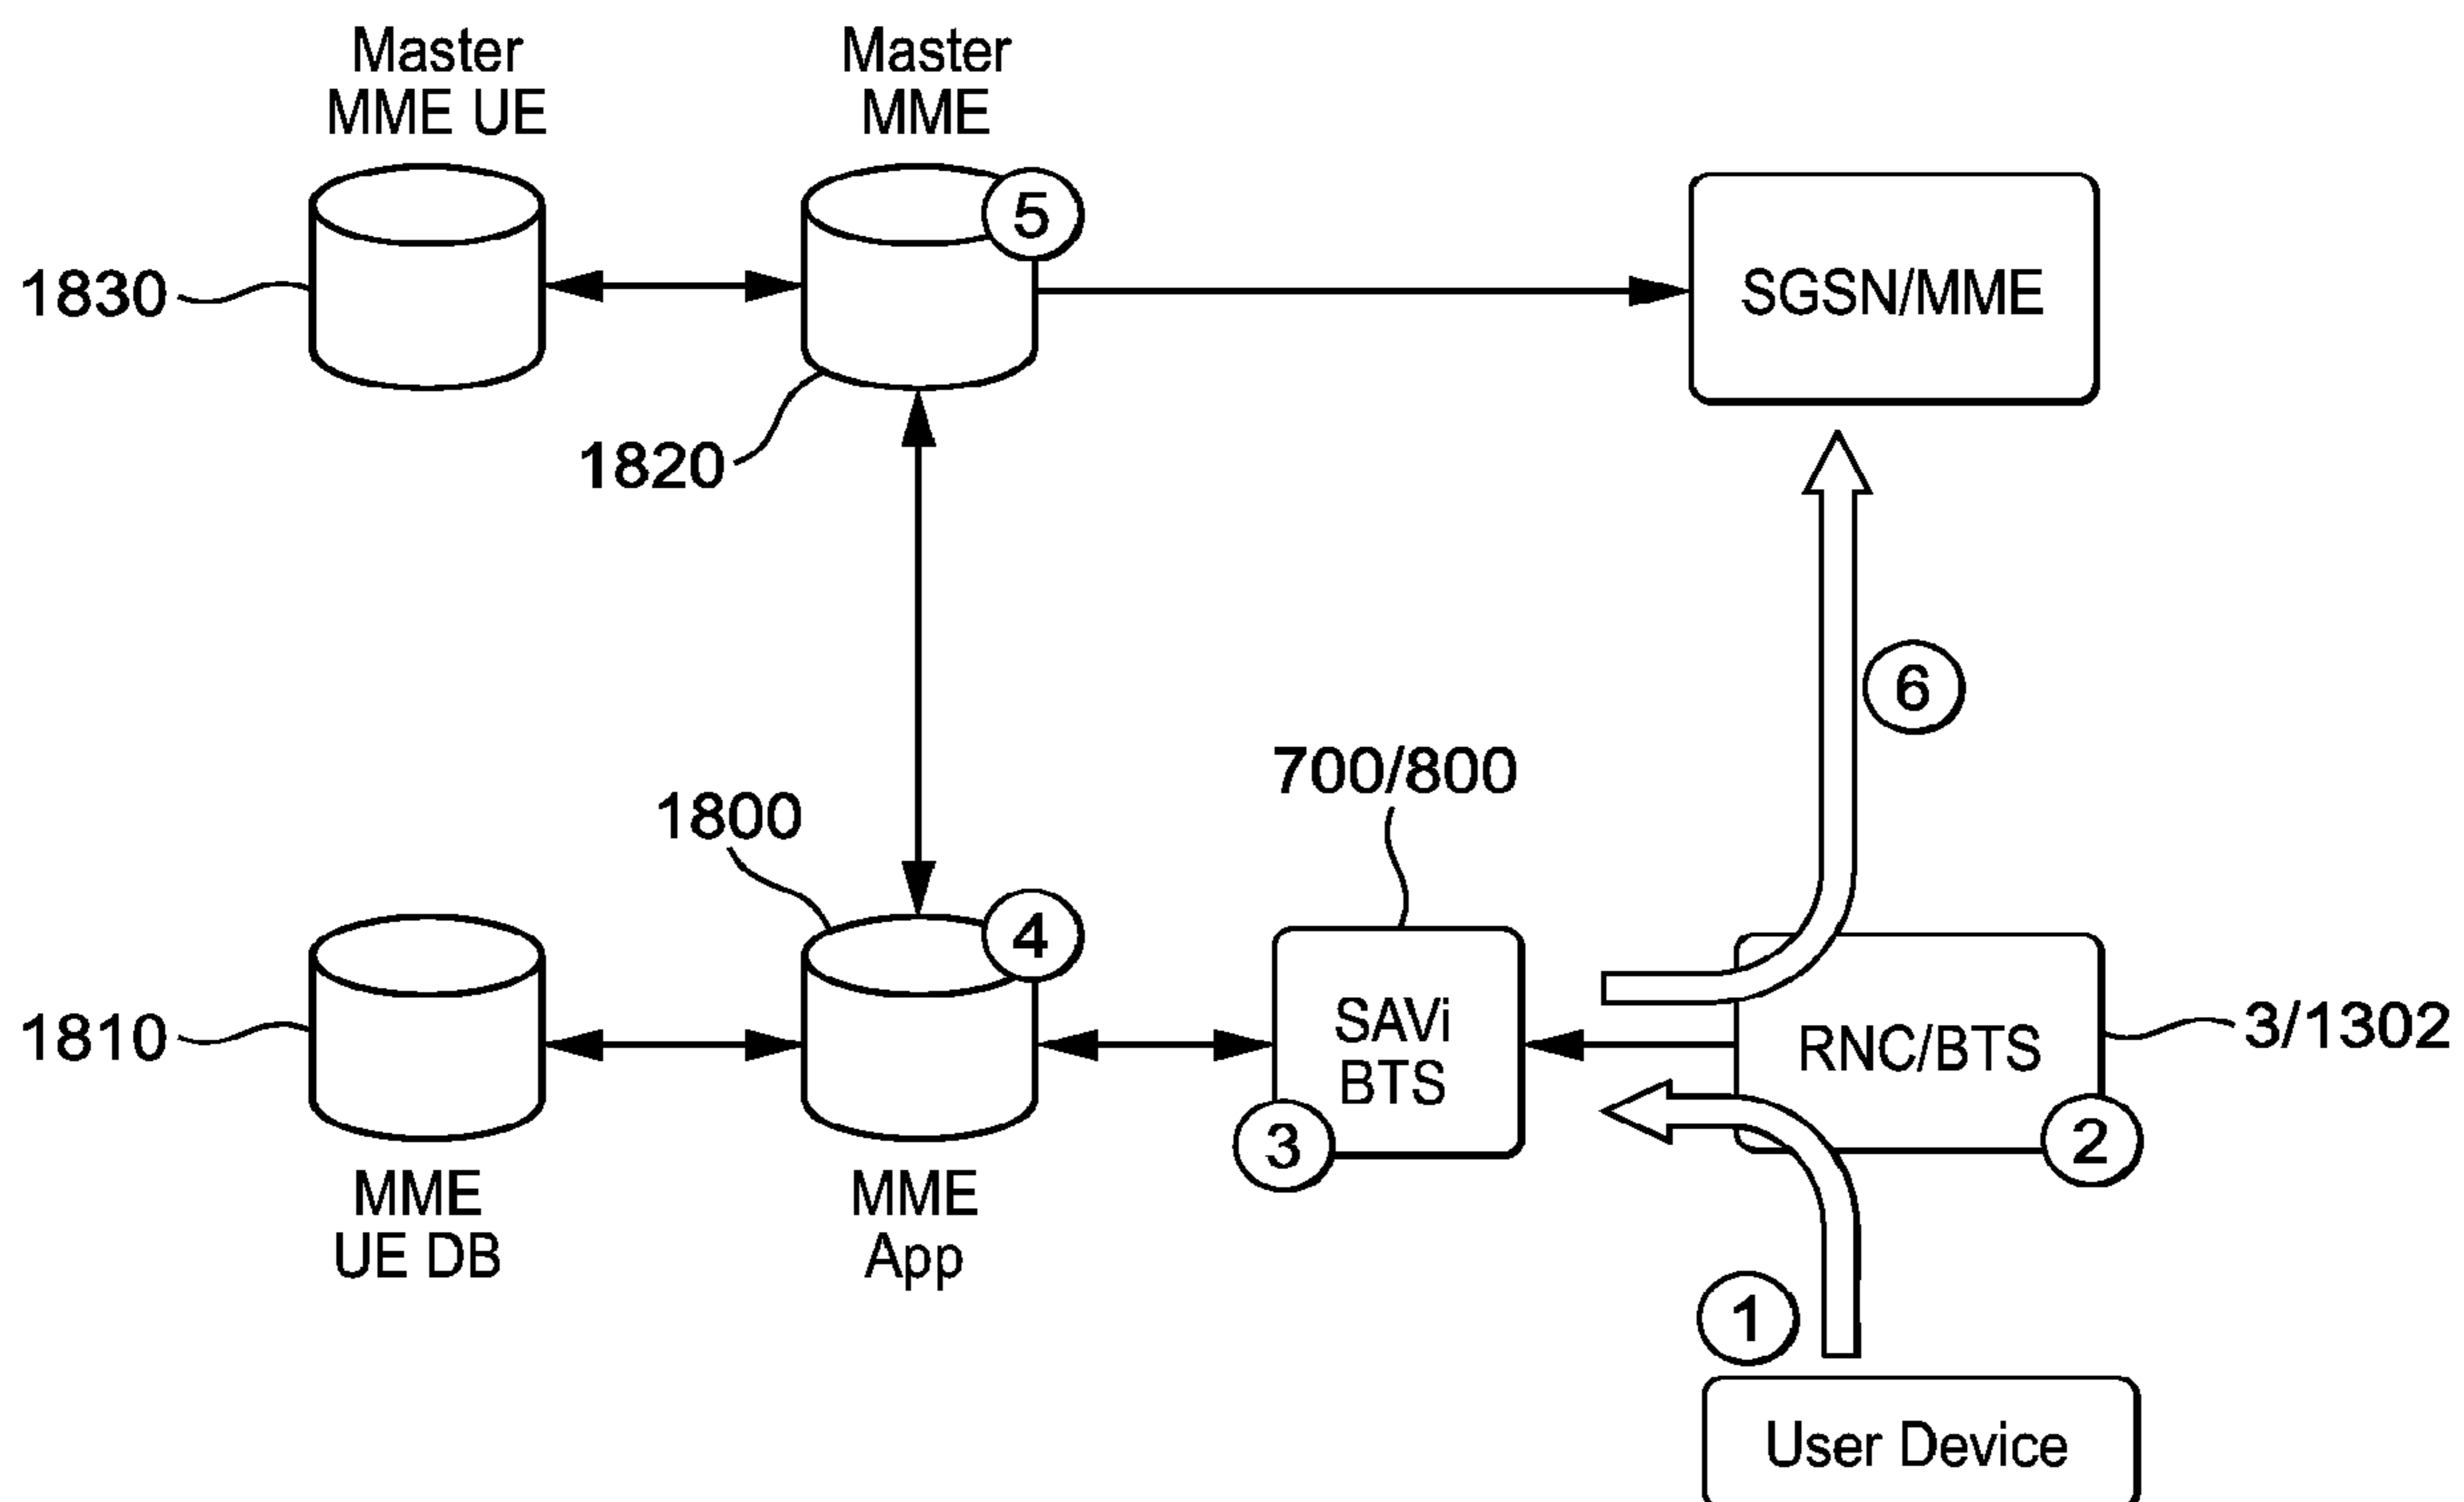 Master
MME UE
Master
MME
5
SGSN/MME
1830
1820
6
700/800
1800
4
SAVi
BTS
RNC/BTS
3/1302
1810
3
2
MME
UE DB
MME
App
1
User Device